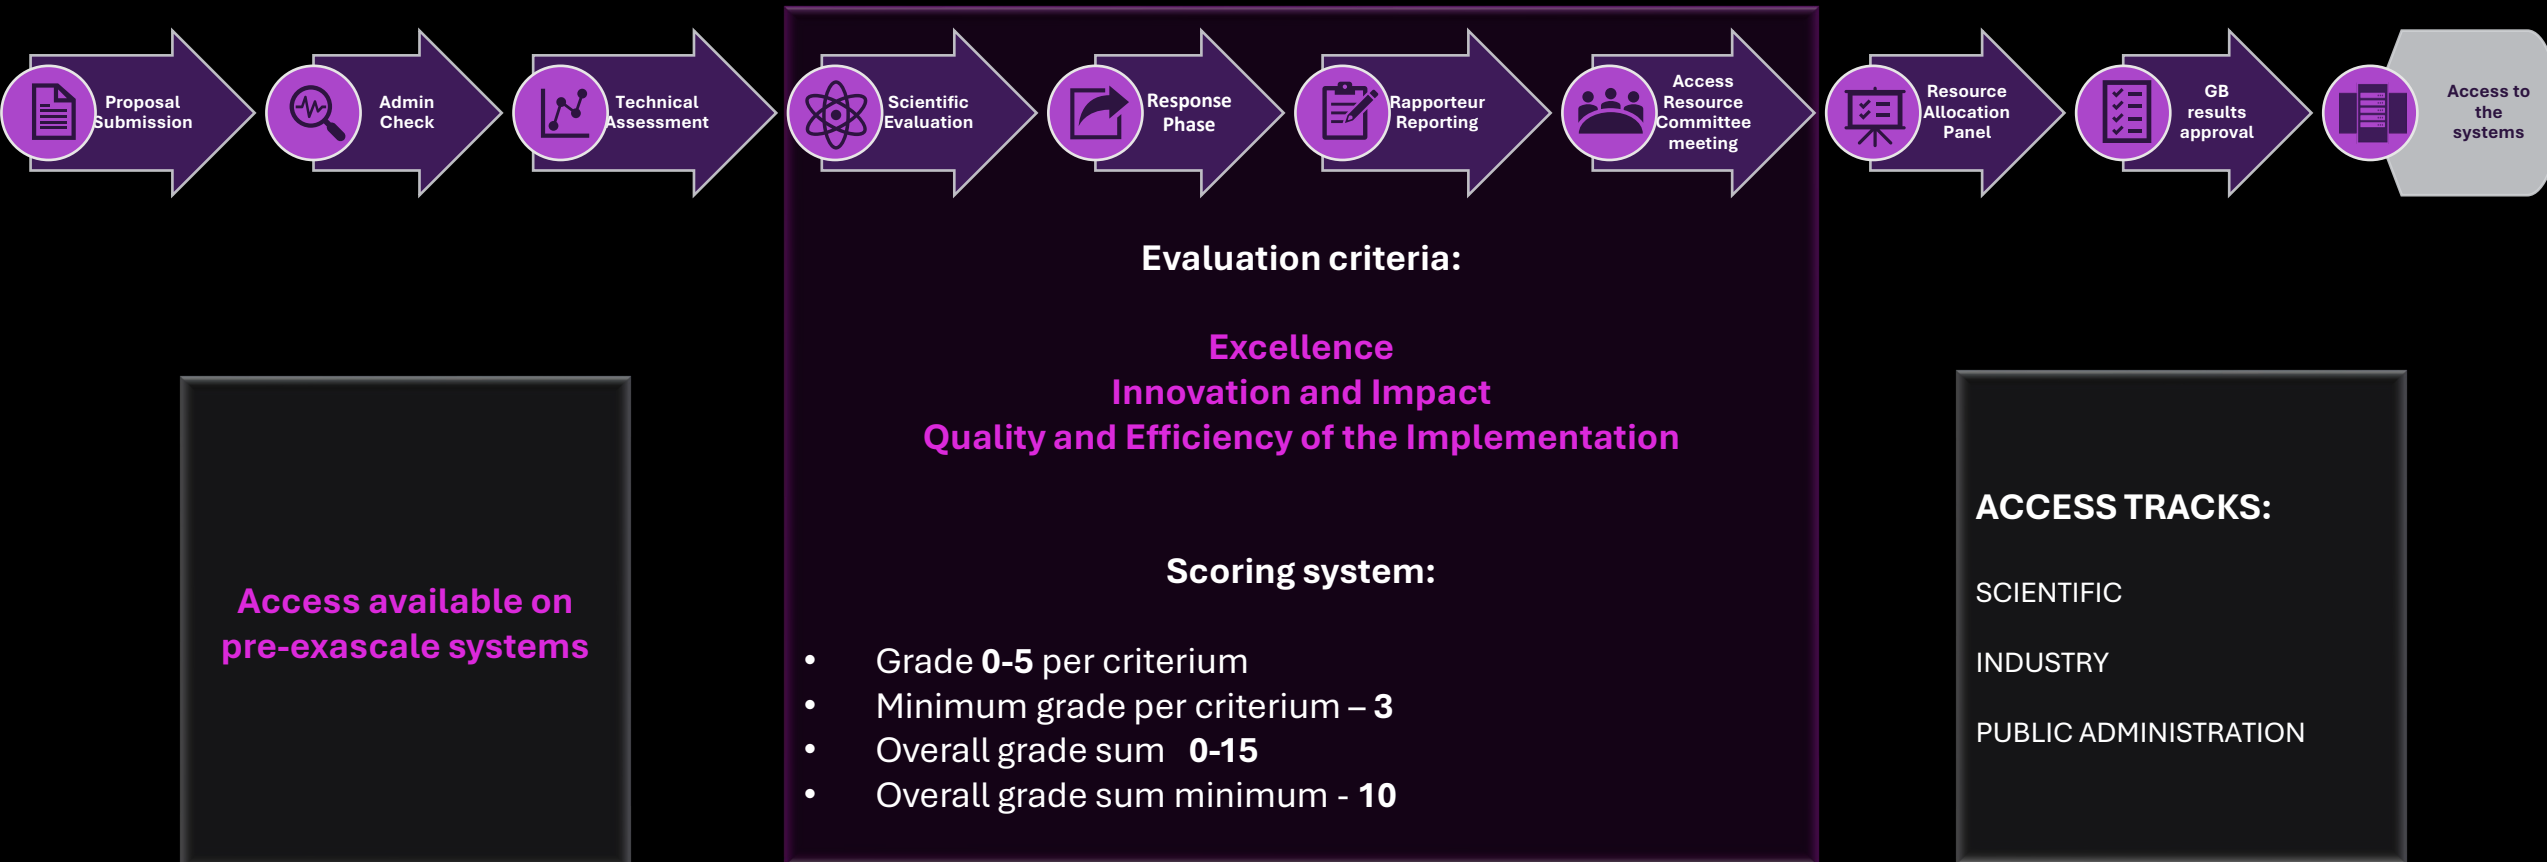 Proposal
Submission
Admin
Check
Technical
Assessment
Scientific
Evaluation
Response
Phase
Rapporteur
Reporting
Access
Resource
Committee
meeting
Resource
Allocation
Panel
GB
results
approval
Access to
the
systems
Evaluation criteria:
Excellence
Innovation and Impact
Quality and Efficiency of the Implementation
Scoring system:
• Grade 0-5 per criterium
• Minimum grade per criterium – 3
• Overall grade sum 0-15
• Overall grade sum minimum - 10
Access available on
pre-exascale systems
ACCESS TRACKS:
SCIENTIFIC
INDUSTRY
PUBLIC ADMINISTRATION